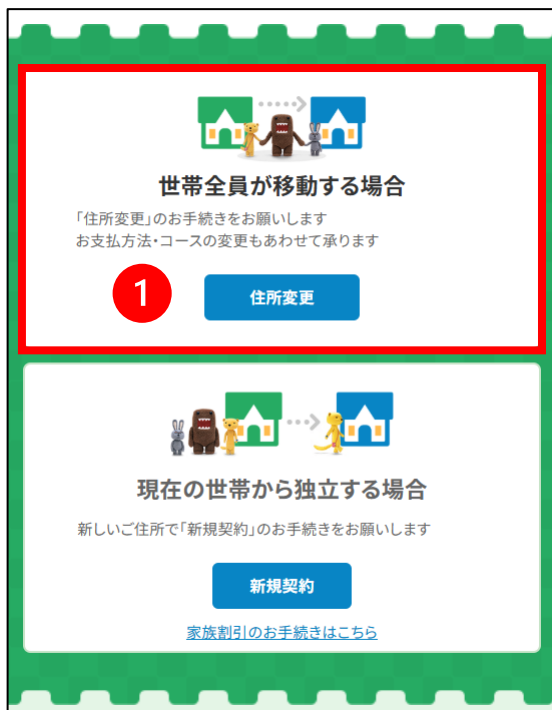 世帯全員が移動する場合
「住所変更」のお手続きをお願いします
お支払方法・コースの変更もあわせて承ります
1
住所変更
現在の世帯から独立する場合
新しいご住所で「新規契約」のお手続きをお願いします
新規契約
家族割引のお手続きはこちら